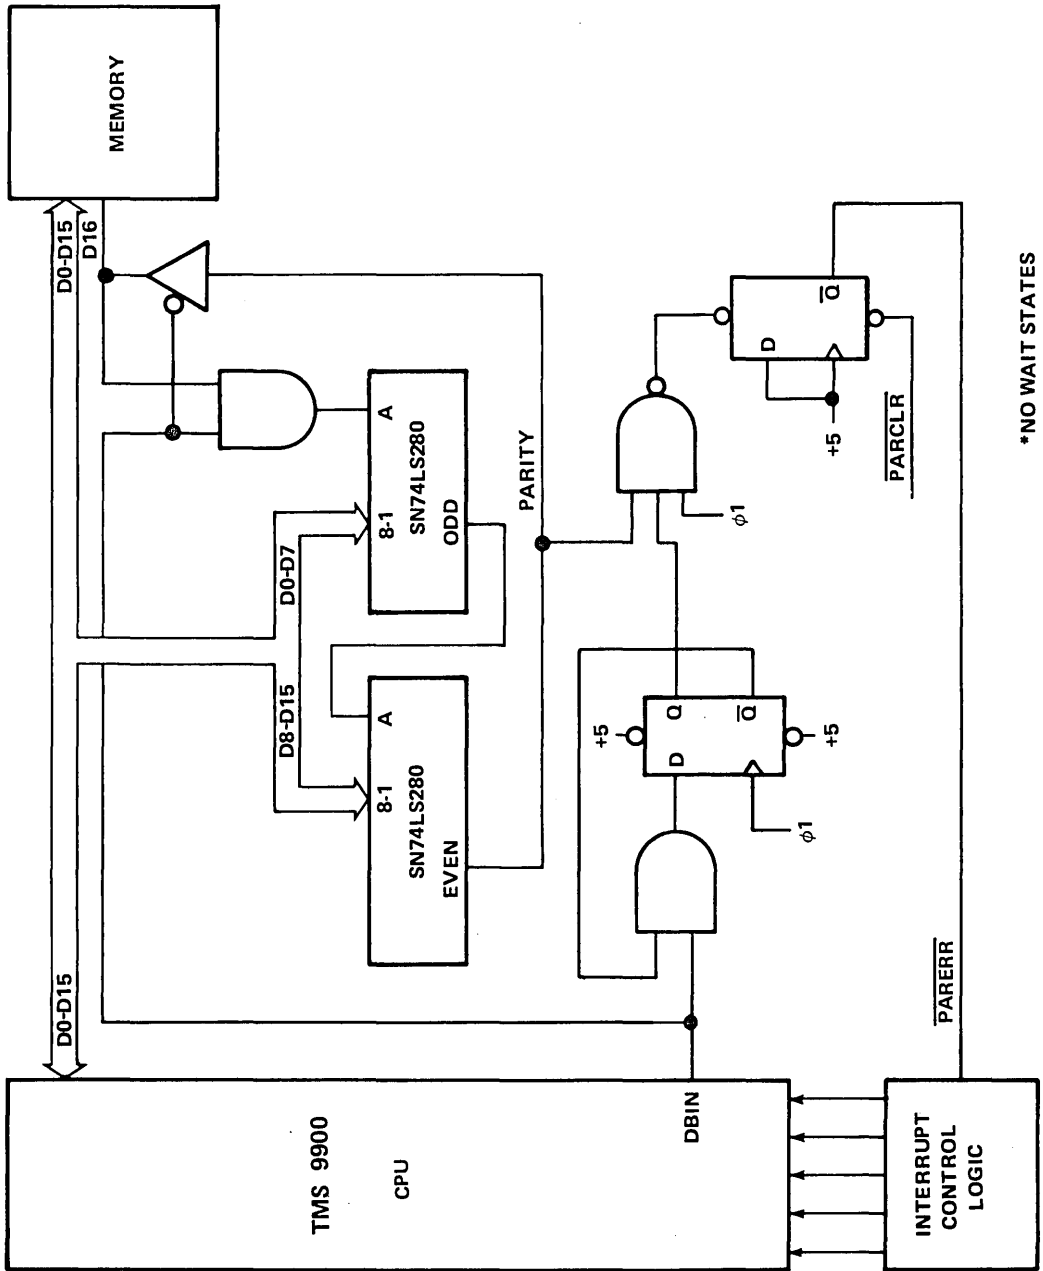 MEMORY
D0-D15
D16
D0-D15
D0-D7
D8-D15
A
8-1
SN74LS280
ODD
A
8-1
SN74LS280
EVEN
PARITY
TMS 9900
CPU
DBIN
+5
D
Q
Q̅
+5
ϕ1
ϕ1
D
Q̅
+5
PARCLR
PARERR
INTERRUPT
CONTROL
LOGIC
*NO WAIT STATES